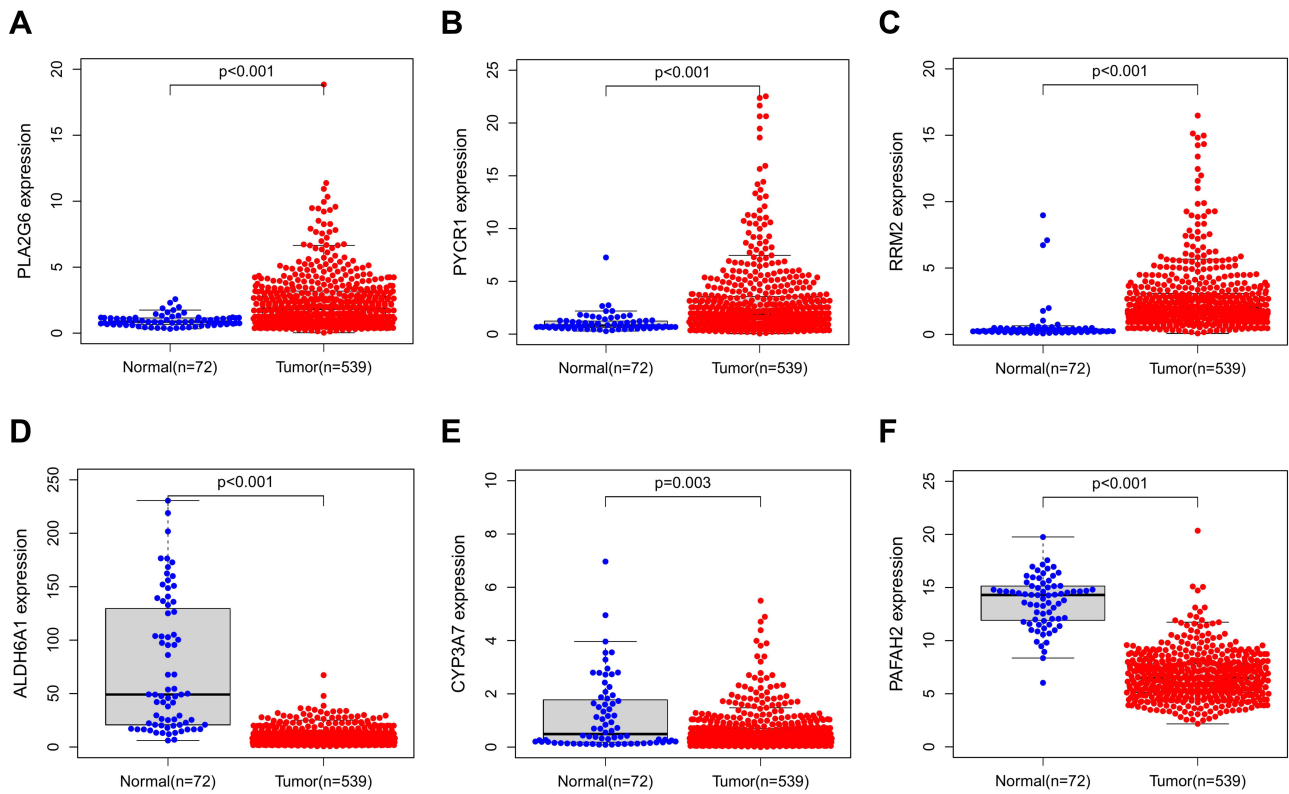 A
PLA2G6 expression
20
15
10
5
0
p<0.001
Normal(n=72)
Tumor(n=539)
B
PYCR1 expression
25
20
15
10
5
0
p<0.001
Normal(n=72)
Tumor(n=539)
C
RRM2 expression
20
15
10
5
0
p<0.001
Normal(n=72)
Tumor(n=539)
D
ALDH6A1 expression
250
200
150
100
50
0
p<0.001
Normal(n=72)
Tumor(n=539)
E
CYP3A7 expression
10
8
6
4
2
0
p=0.003
Normal(n=72)
Tumor(n=539)
F
PAFAH2 expression
25
20
15
10
5
0
p<0.001
Normal(n=72)
Tumor(n=539)